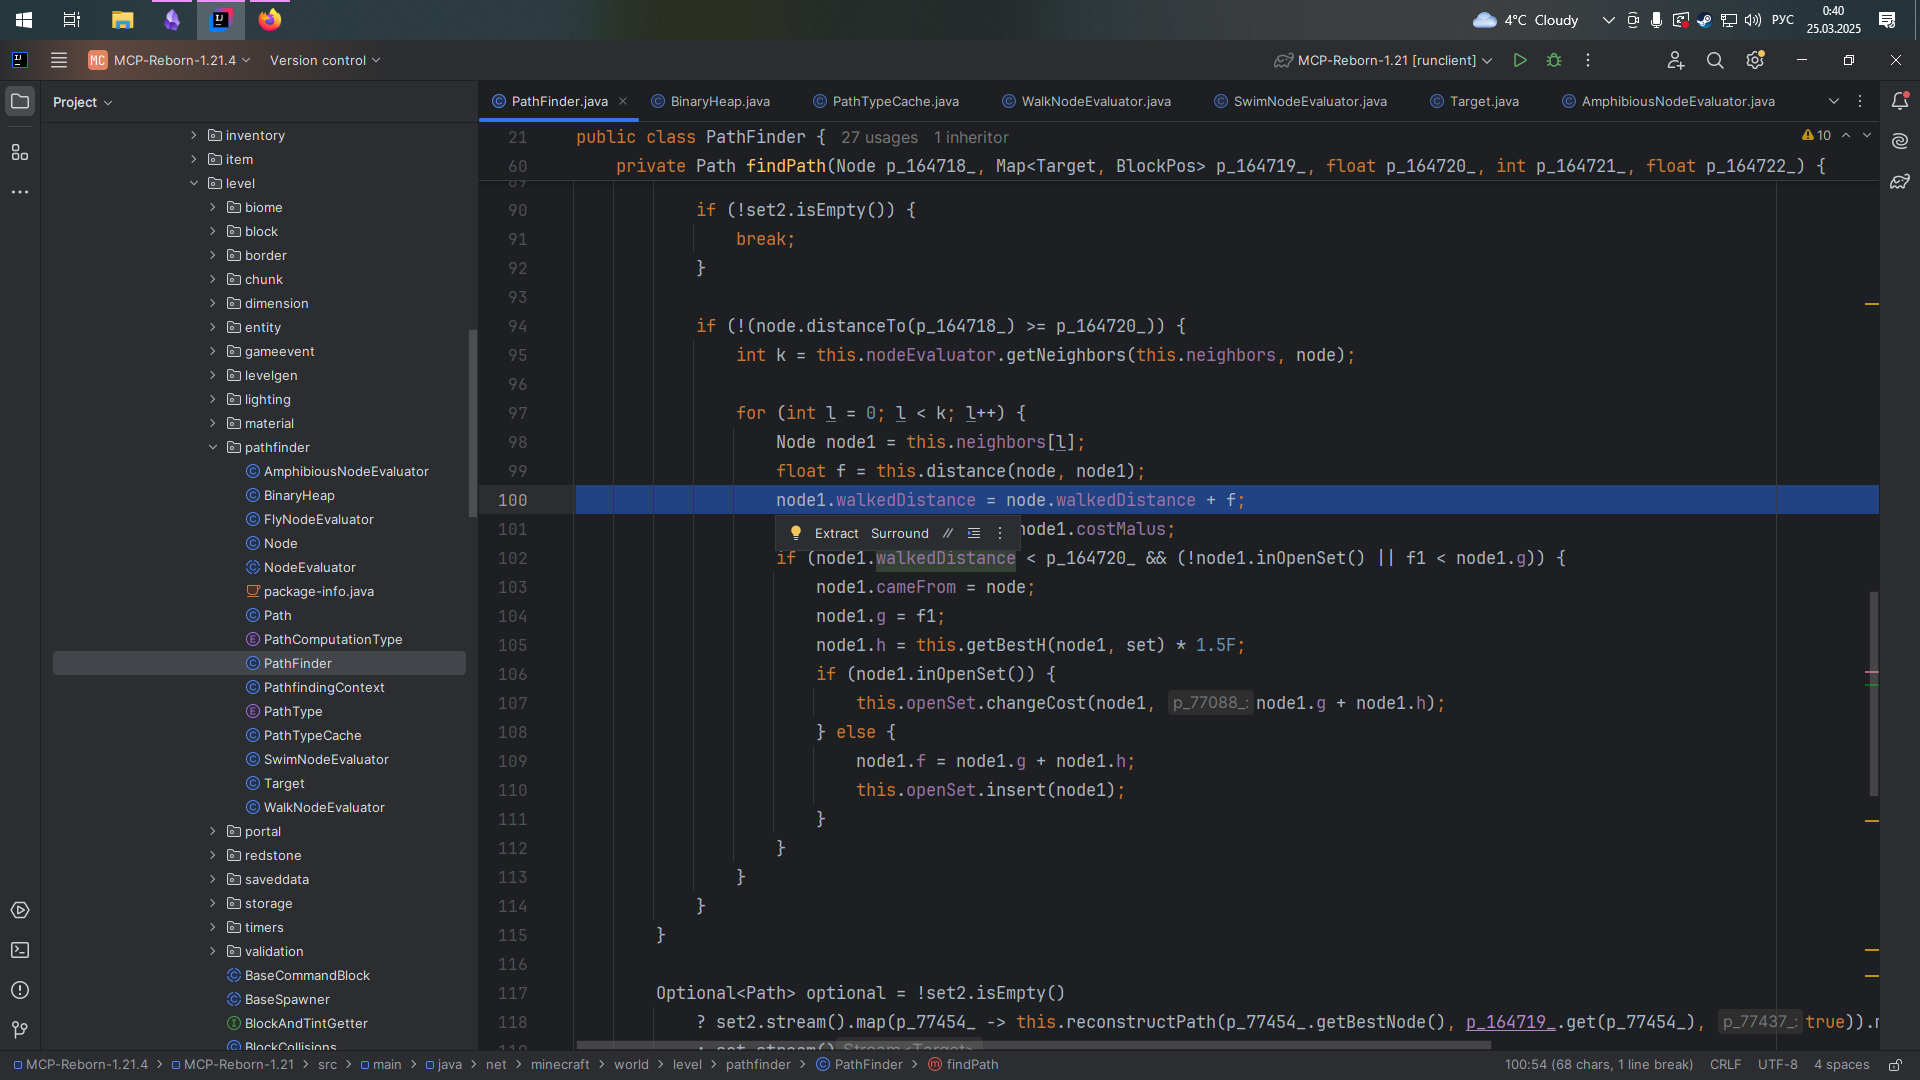 4°C Cloudy
РУС
0:40
25.03.2025
MC MCP-Reborn-1.21.4
Version control
MCP-Reborn-1.21 [runclient]
Project
PathFinder.java
BinaryHeap.java
PathTypeCache.java
WalkNodeEvaluator.java
SwimNodeEvaluator.java
Target.java
AmphibiousNodeEvaluator.java
inventory
item
level
biome
block
border
chunk
dimension
entity
gameevent
levelgen
lighting
material
pathfinder
AmphibiousNodeEvaluator
BinaryHeap
FlyNodeEvaluator
Node
NodeEvaluator
package-info.java
Path
PathComputationType
PathFinder
PathfindingContext
PathType
PathTypeCache
SwimNodeEvaluator
Target
WalkNodeEvaluator
portal
redstone
saveddata
storage
timers
validation
BaseCommandBlock
BaseSpawner
BlockAndTintGetter
BlockCollisions
10
21 public class PathFinder { 27 usages 1 inheritor
60 private Path findPath(Node p_164718_, Map<Target, BlockPos> p_164719_, float p_164720_, int p_164721_, float p_164722_) {
89
90 if (!set2.isEmpty()) {
91 break;
92 }
93
94 if (!(node.distanceTo(p_164718_) >= p_164720_)) {
95 int k = this.nodeEvaluator.getNeighbors(this.neighbors, node);
96
97 for (int l = 0; l < k; l++) {
98 Node node1 = this.neighbors[l];
99 float f = this.distance(node, node1);
100 node1.walkedDistance = node.walkedDistance + f;
101 node1.costMalus;
Extract Surround //
102 if (node1.walkedDistance < p_164720_ && (!node1.inOpenSet() || f1 < node1.g)) {
103 node1.cameFrom = node;
104 node1.g = f1;
105 node1.h = this.getBestH(node1, set) * 1.5F;
106 if (node1.inOpenSet()) {
107 this.openSet.changeCost(node1, p_77088_: node1.g + node1.h);
108 } else {
109 node1.f = node1.g + node1.h;
110 this.openSet.insert(node1);
111 }
112 }
113 }
114 }
115 }
116
117 Optional<Path> optional = !set2.isEmpty()
118 ? set2.stream().map(p_77454_ -> this.reconstructPath(p_77454_.getBestNode(), p_164719_.get(p_77454_), p_77437_: true)).
119 : set.stream() Stream<Target>
MCP-Reborn-1.21.4 > MCP-Reborn-1.21 > src > main > java > net > minecraft > world > level > pathfinder > PathFinder > findPath
100:54 (68 chars, 1 line break)
CRLF
UTF-8
4 spaces